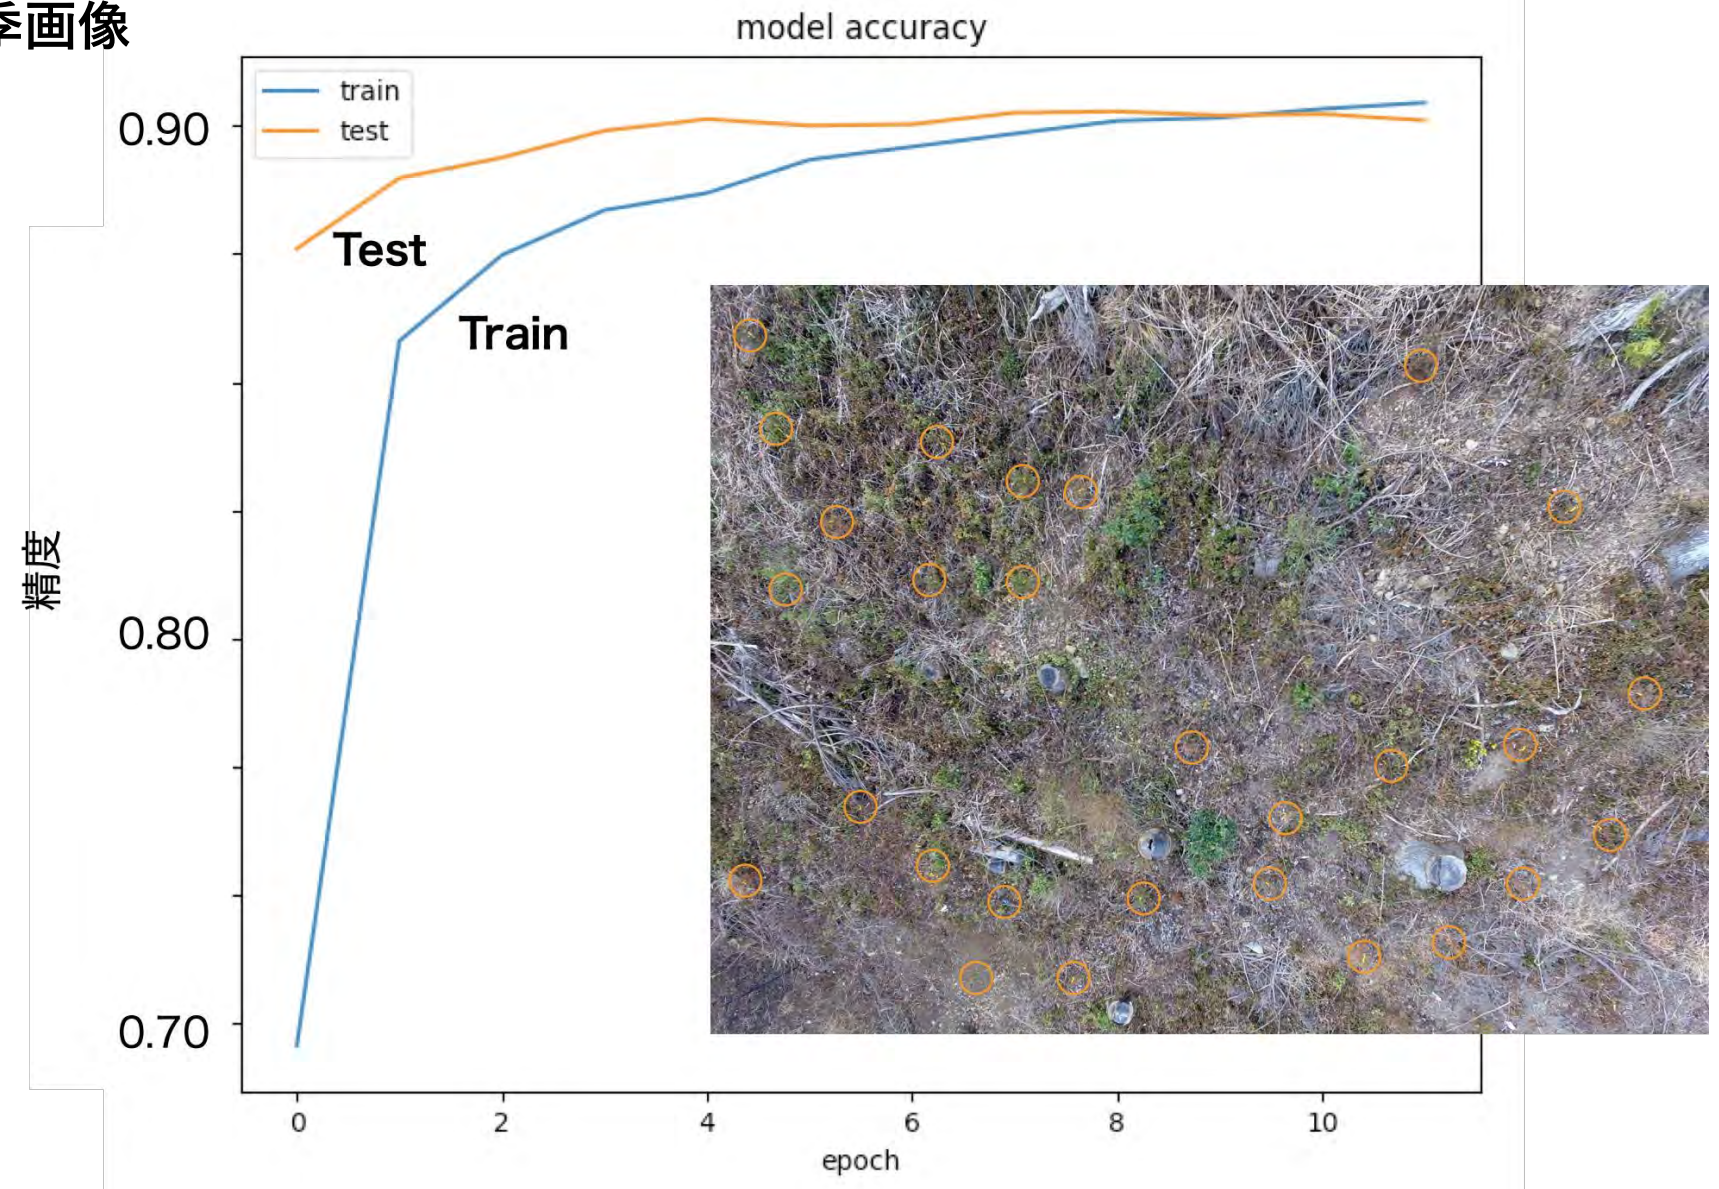 季画像
model accuracy
train
test
0.90
Test
Train
精度
0.80
0.70
0
2
4
6
8
10
epoch